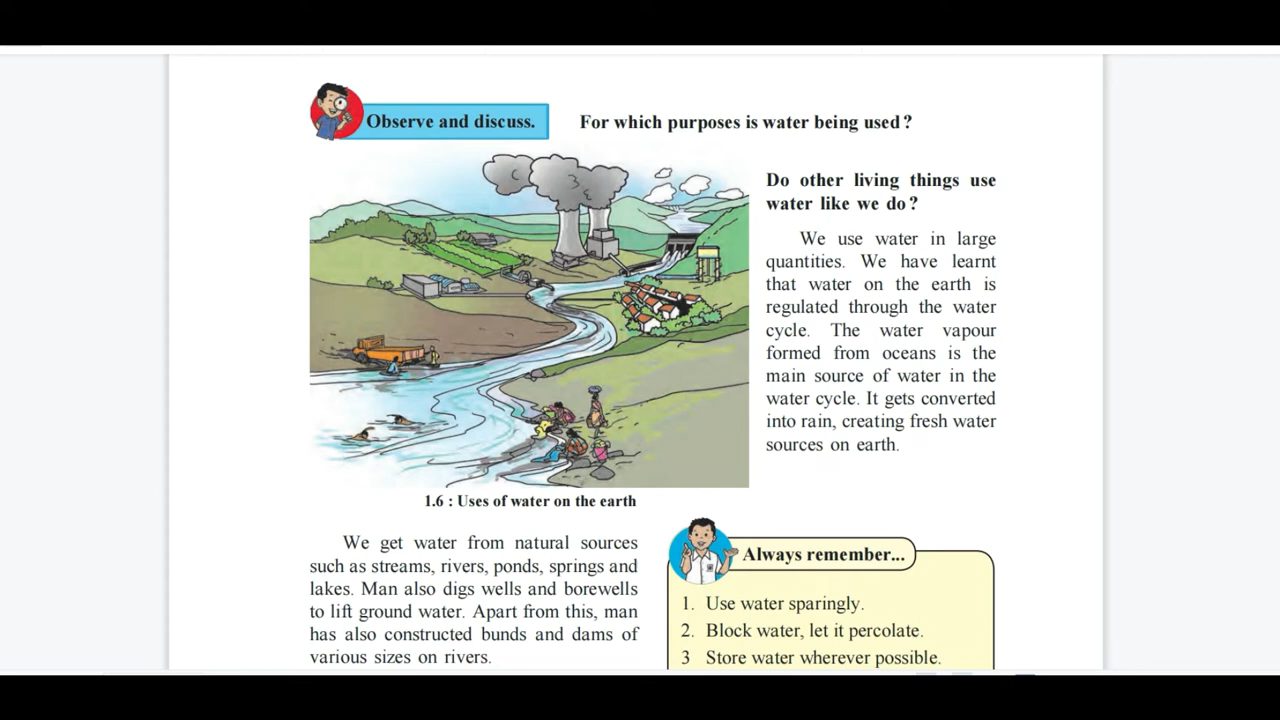 Observe and discuss.
For which purposes is water being used ?
Do other living things use
water like we do ?
We use water in large
quantities. We have learnt
that water on the earth is
regulated through the water
cycle. The water vapour
formed from oceans is the
main source of water in the
water cycle. It gets converted
into rain, creating fresh water
sources on earth.
1.6 : Uses of water on the earth
We get water from natural sources
such as streams, rivers, ponds, springs and
lakes. Man also digs wells and borewells
to lift ground water. Apart from this, man
has also constructed bunds and dams of
various sizes on rivers.
Always remember...
1. Use water sparingly.
2. Block water, let it percolate.
3 Store water wherever possible.